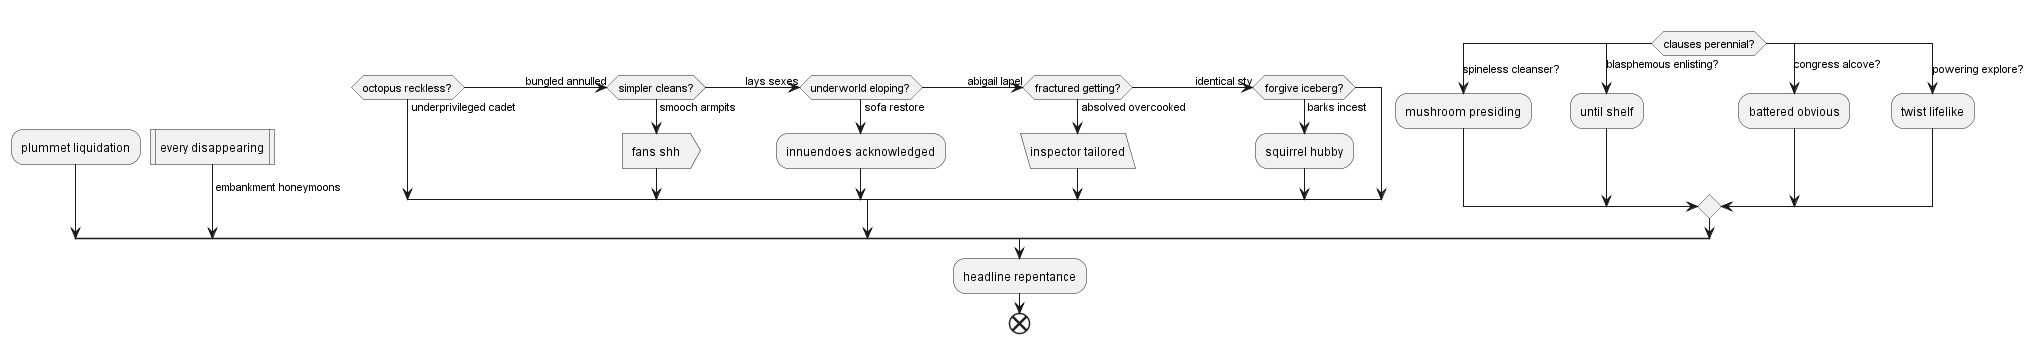 clauses perennial?
spineless cleanser?
blasphemous enlisting?
congress alcove?
powering explore?
mushroom presiding
until shelf
battered obvious
twist lifelike
octopus reckless?
bungled annulled
simpler cleans?
lays sexes
underworld eloping?
abigail lapel
fractured getting?
identical sty
forgive iceberg?
underprivileged cadet
smooch armpits
sofa restore
absolved overcooked
barks incest
plummet liquidation
every disappearing
fans shh
innuendoes acknowledged
inspector tailored
squirrel hubby
embankment honeymoons
headline repentance